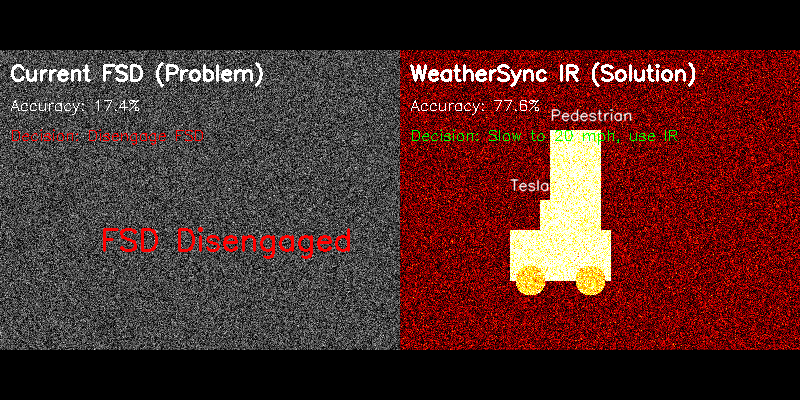 Current FSD (Problem)
Accuracy: 17.4%
Decision: Disengage FSD
FSD Disengaged
WeatherSync IR (Solution)
Accuracy: 77.6%
Pedestrian
Decision: Slow to 20 mph, use IR
Tesla